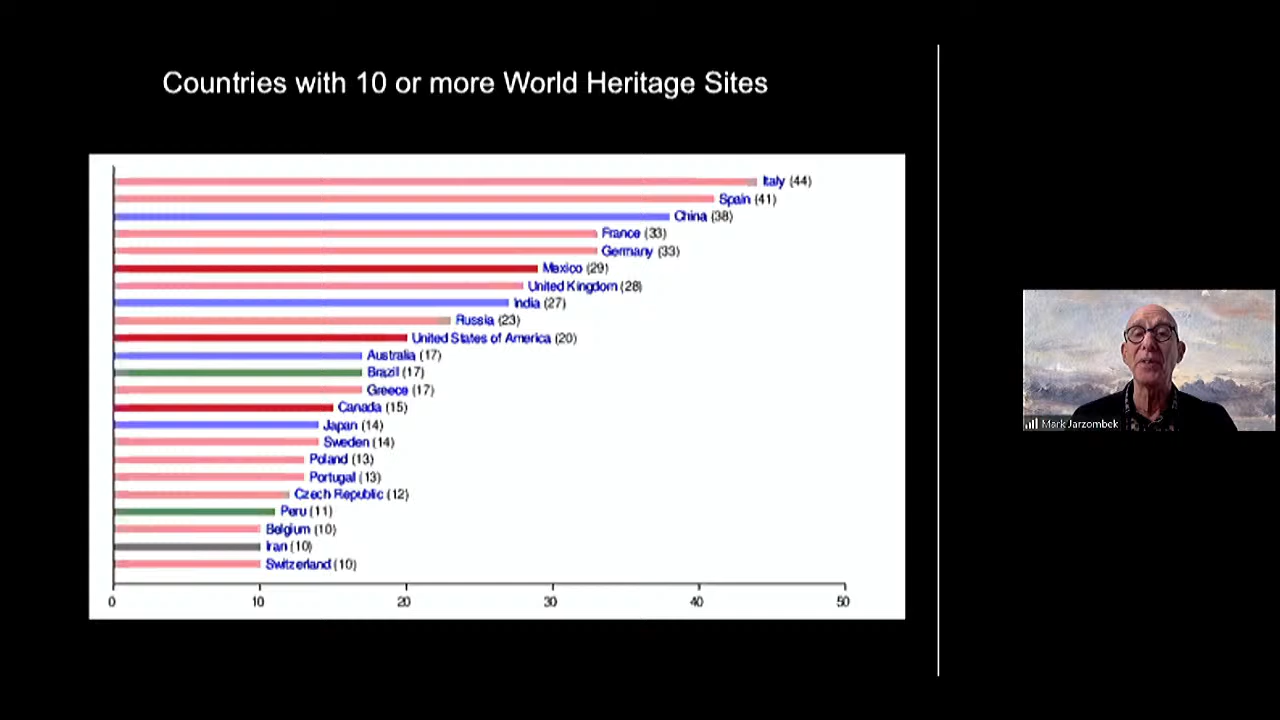 Countries with 10 or more World Heritage Sites
Italy (44)
Spain (41)
China (38)
France (33)
Germany (33)
Mexico (29)
United Kingdom (28)
India (27)
Russia (23)
United States of America (20)
Australia (17)
Brazil (17)
Greece (17)
Canada (15)
Japan (14)
Sweden (14)
Poland (13)
Portugal (13)
Czech Republic (12)
Peru (11)
Belgium (10)
Iran (10)
Switzerland (10)
0 10 20 30 40 50
Mark Jarzombek